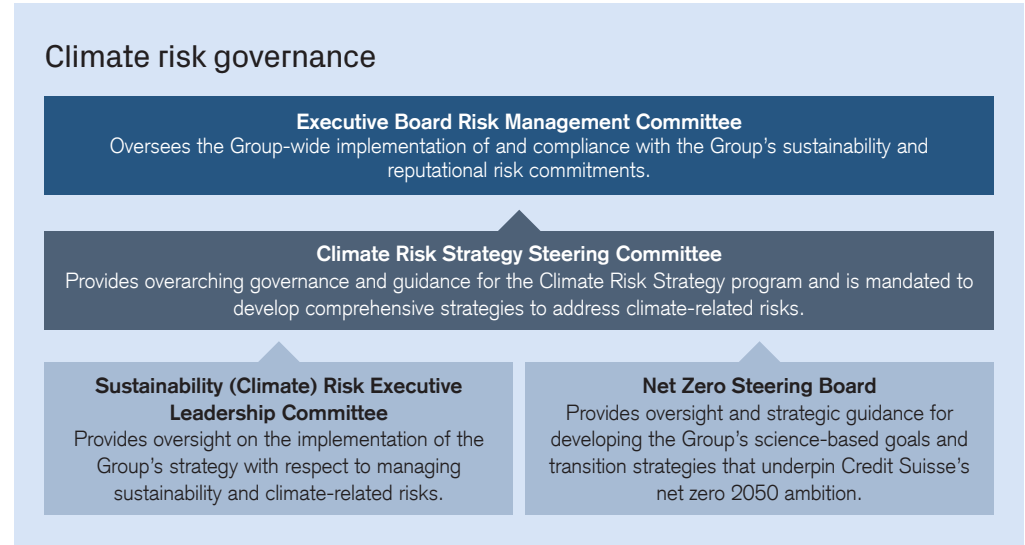 Climate risk governance
Executive Board Risk Management Committee
Oversees the Group-wide implementation of and compliance with the Group’s sustainability and
reputational risk commitments.
Climate Risk Strategy Steering Committee
Provides overarching governance and guidance for the Climate Risk Strategy program and is mandated to
develop comprehensive strategies to address climate-related risks.
Sustainability (Climate) Risk Executive
Leadership Committee
Provides oversight on the implementation of the
Group’s strategy with respect to managing
sustainability and climate-related risks.
Net Zero Steering Board
Provides oversight and strategic guidance for
developing the Group’s science-based goals and
transition strategies that underpin Credit Suisse’s
net zero 2050 ambition.